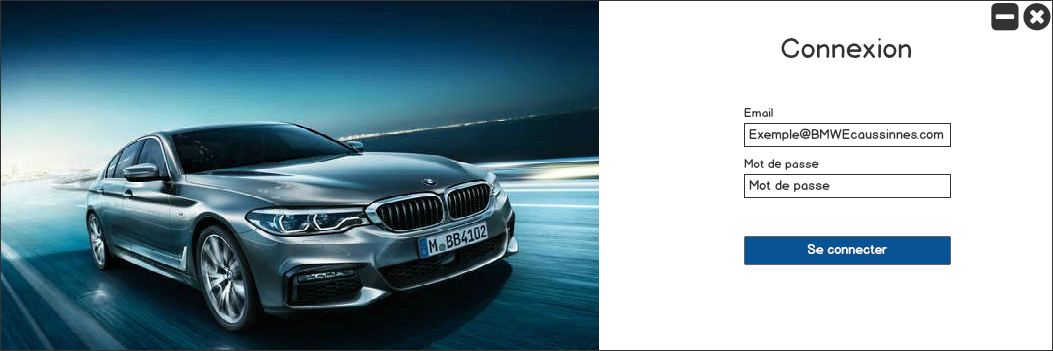 Connexion
Email
Exemple@BMWEcaussinnes.com
Mot de passe
Mot de passe
Se connecter
M BB4102